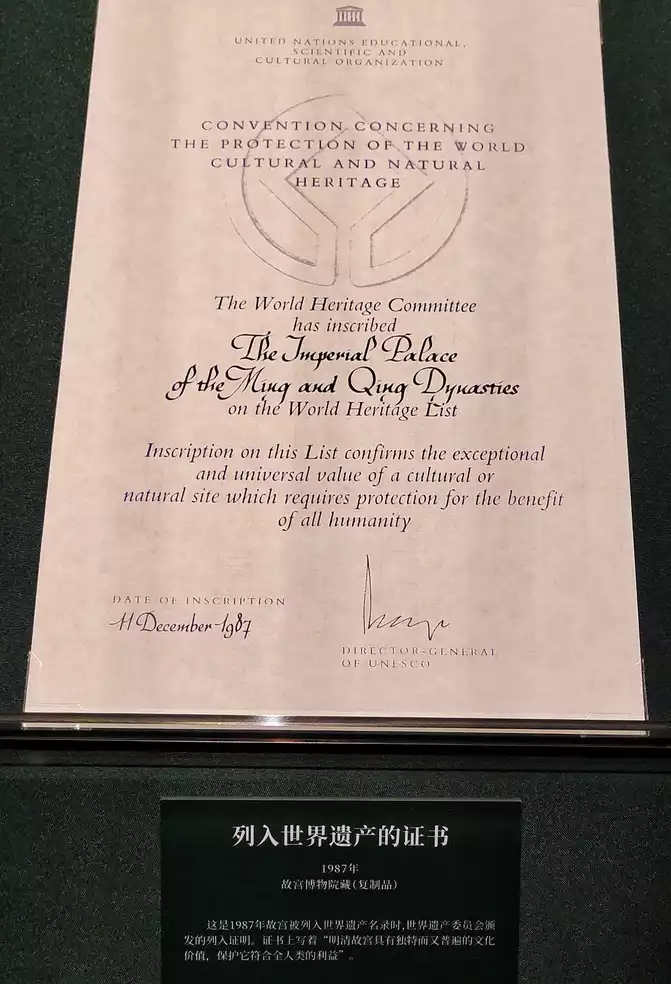 UNITED NATIONS EDUCATIONAL,
SCIENTIFIC AND
CULTURAL ORGANIZATION
CONVENTION CONCERNING
THE PROTECTION OF THE WORLD
CULTURAL AND NATURAL
HERITAGE
The World Heritage Committee
has inscribed
The Imperial Palace
of the Ming and Qing Dynasties
on the World Heritage List
Inscription on this List confirms the exceptional
and universal value of a cultural or
natural site which requires protection for the benefit
of all humanity
DATE OF INSCRIPTION
11 December 1987
DIRECTOR-GENERAL
OF UNESCO
列入世界遗产的证书
1987年
故宫博物院藏(复制品)
这是1987年故宫被列入世界遗产名录时,世界遗产委员会颁
发的列入证明。证书上写着“明清故宫具有独特而又普遍的文化
价值，保护它符合全人类的利益”。